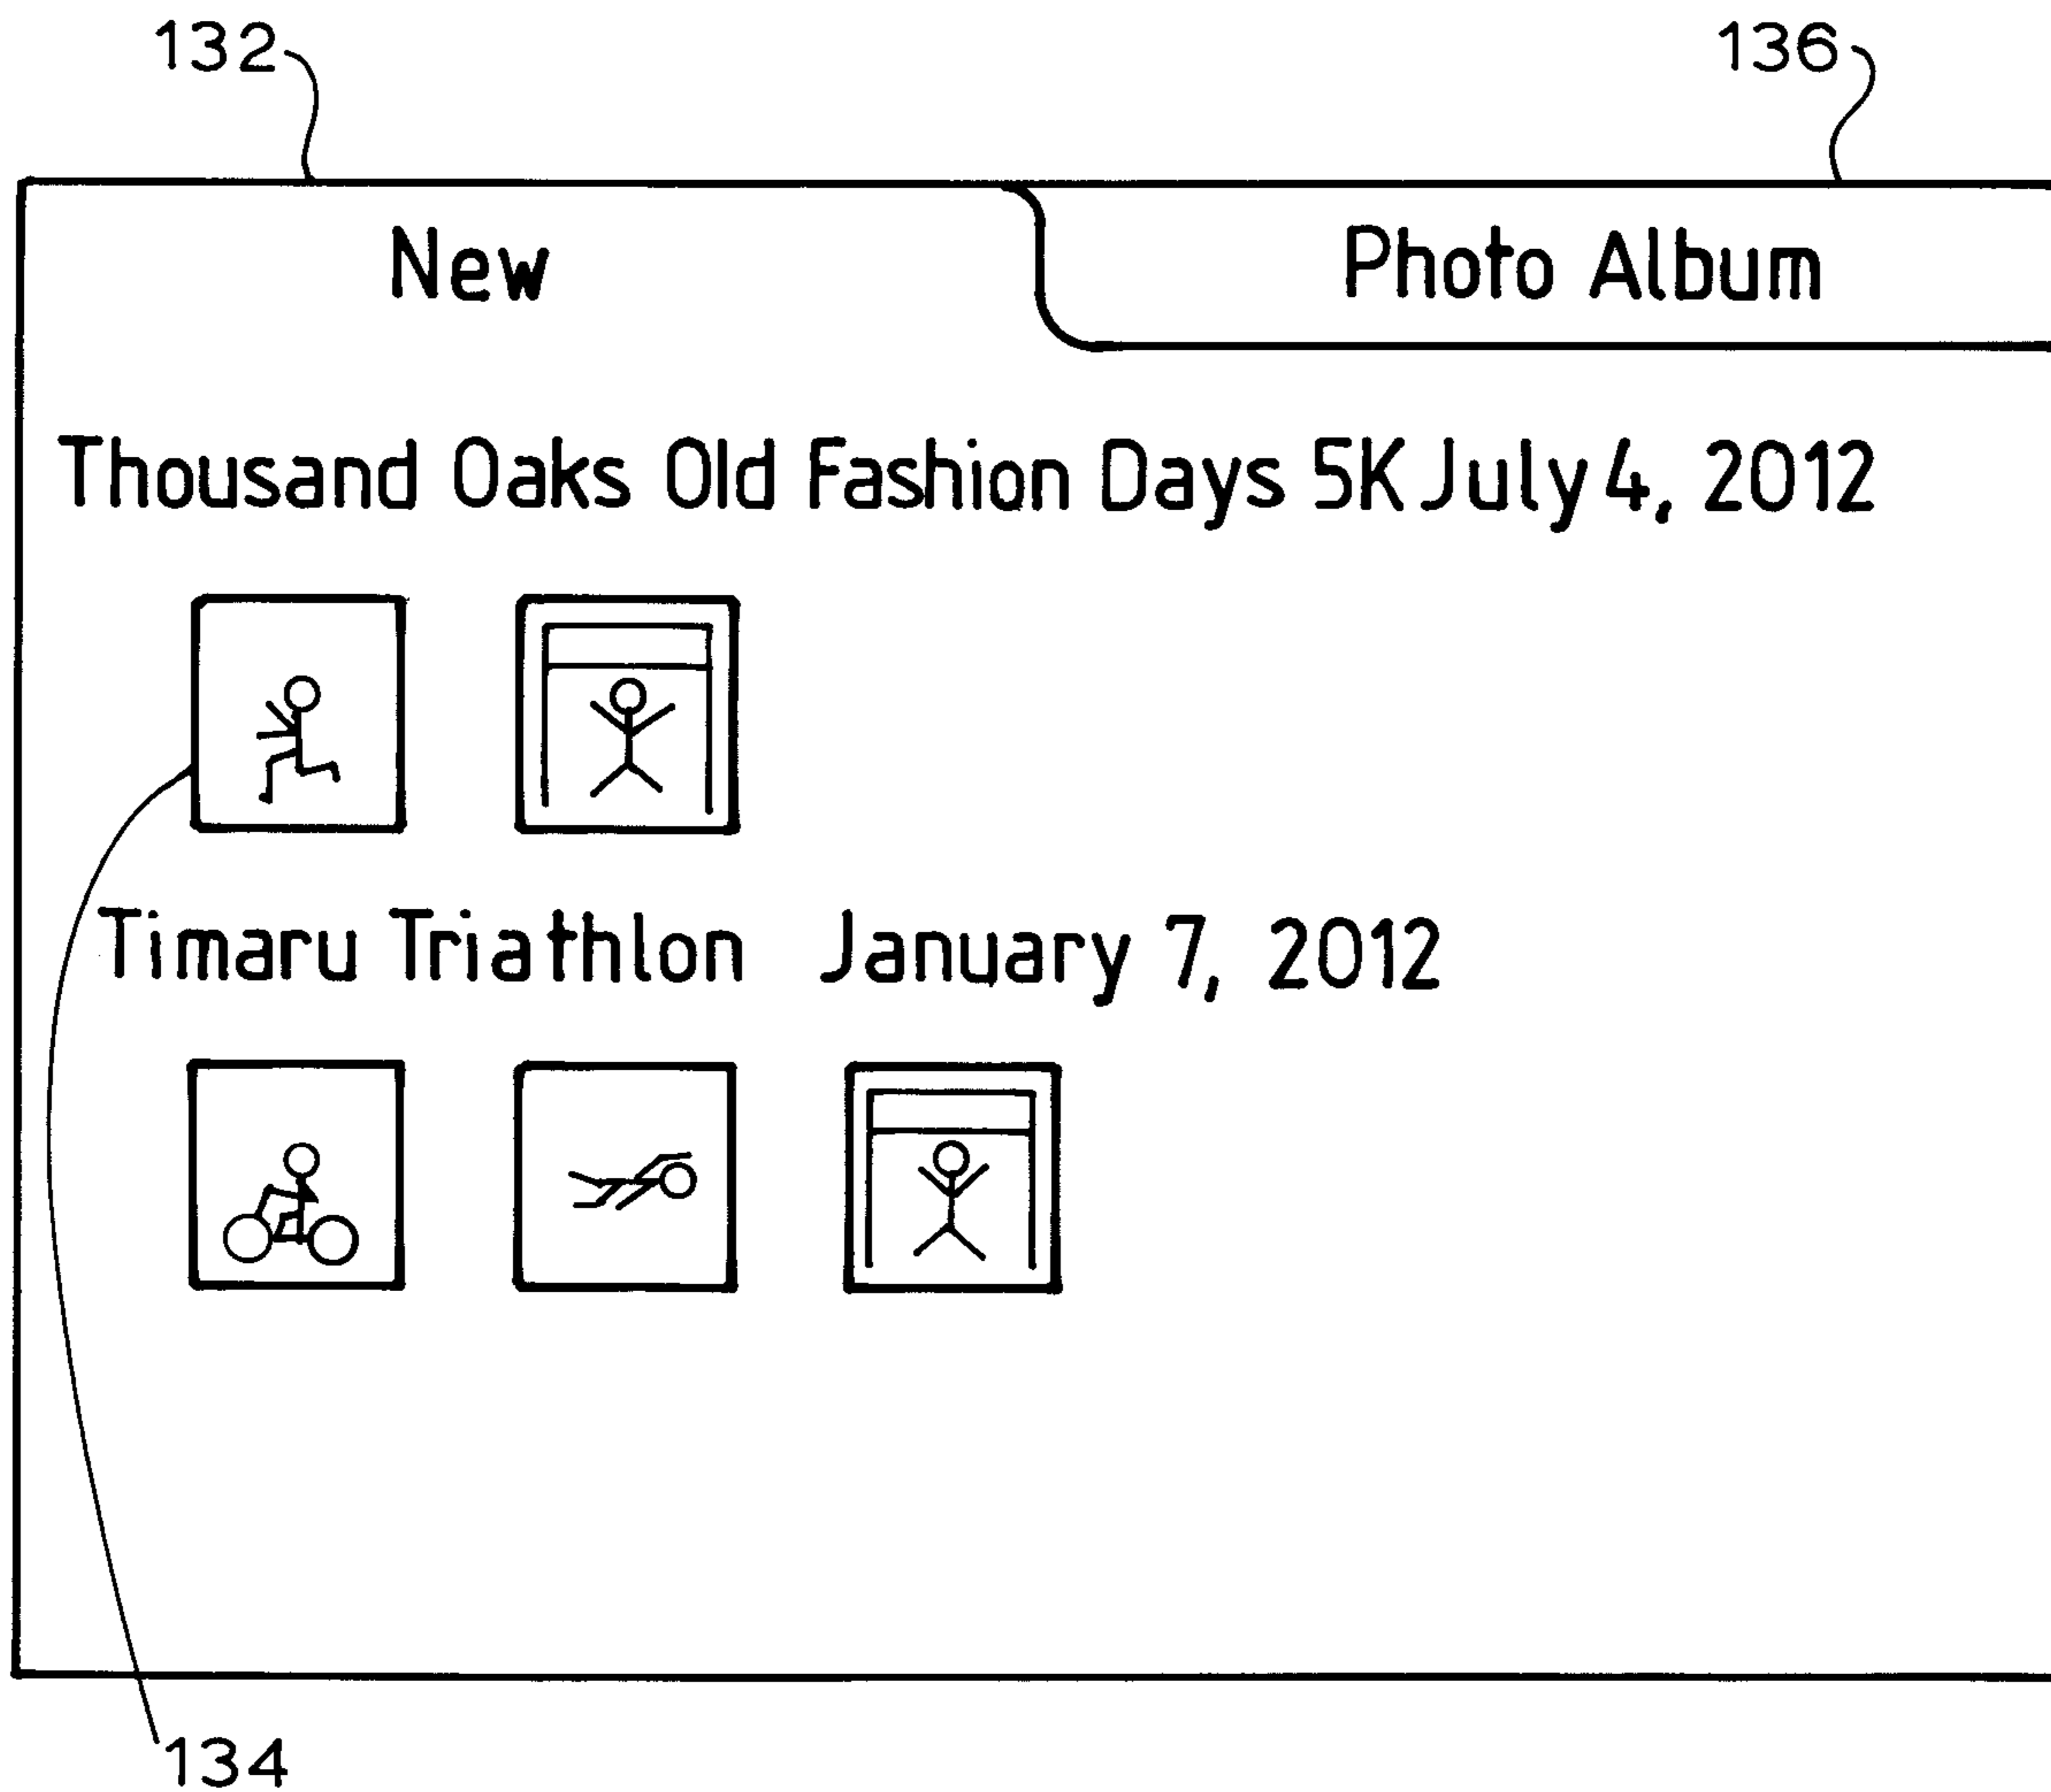 132 136
New Photo Album
Thousand Oaks Old Fashion Days 5K July 4, 2012
Timaru Triathlon January 7, 2012
134